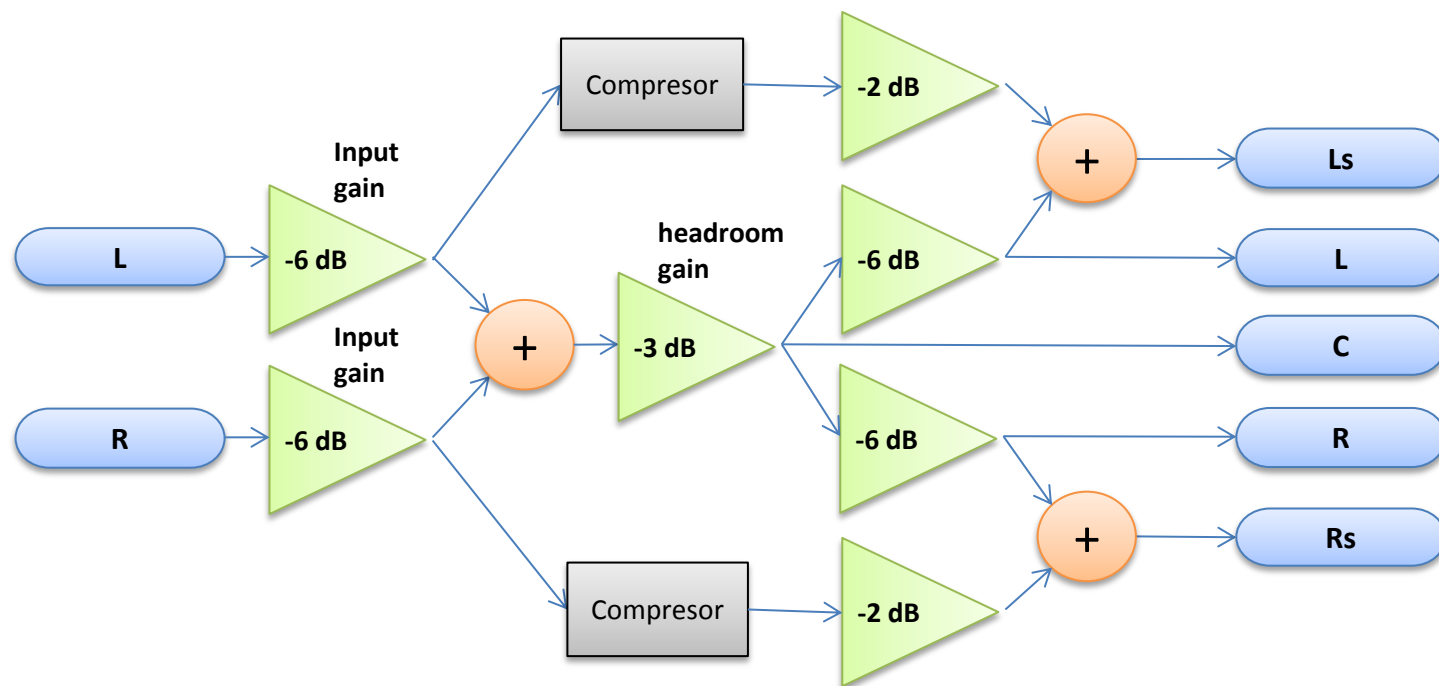 Compresor
-2 dB
+
Ls
Input
gain
L
-6 dB
headroom
gain
-6 dB
L
+
-3 dB
C
Input
gain
R
-6 dB
-6 dB
R
+
Rs
Compresor
-2 dB